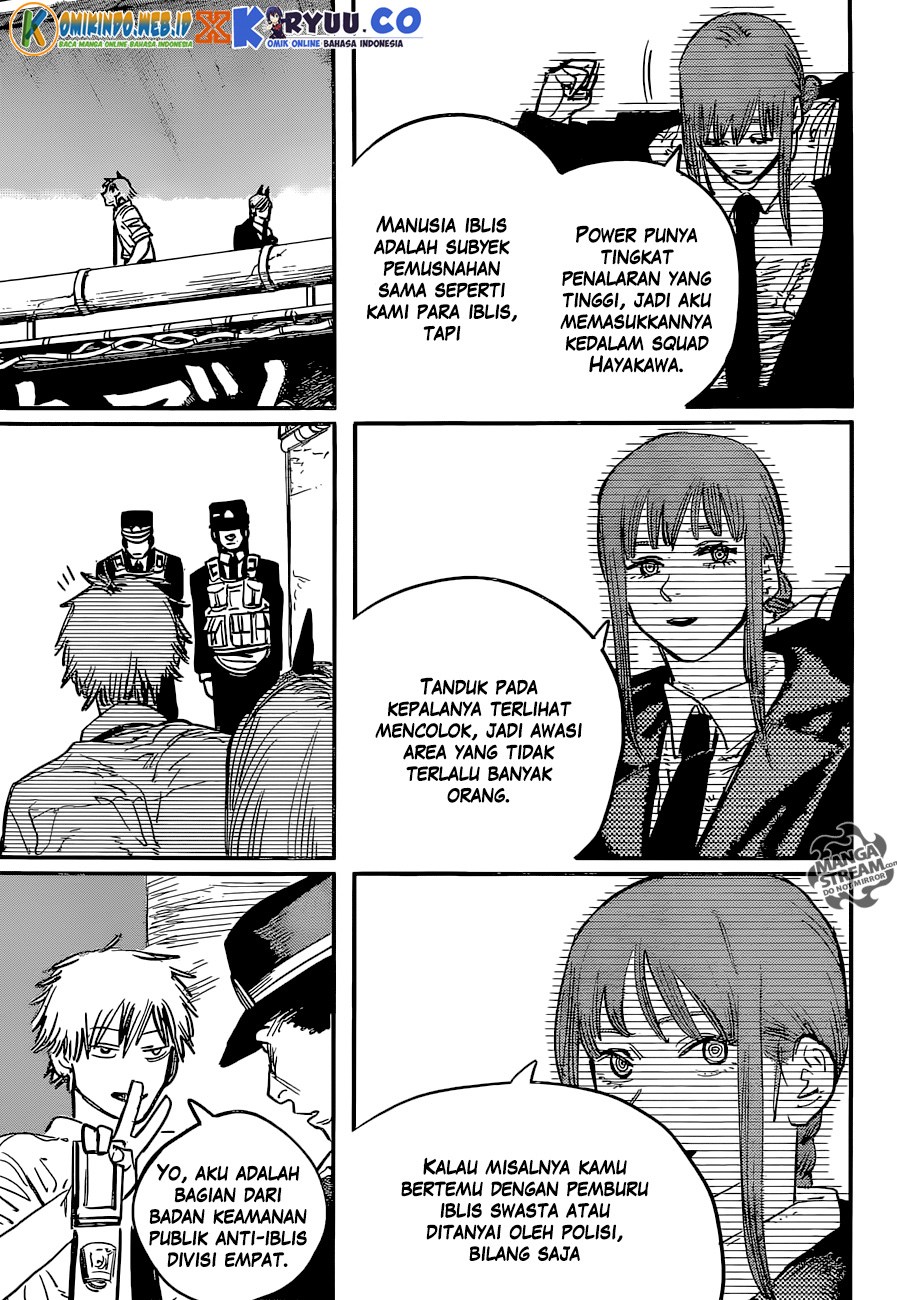 KOMIKINDO.WEB.ID
BACA MANGA ONLINE BAHASA INDONESIA
X
KIRYUU.CO
KOMIK ONLINE BAHASA INDONESIA
POWER PUNYA
TINGKAT
PENALARAN YANG
TINGGI, JADI AKU
MEMASUKKANNYA
KEDALAM SQUAD
HAYAKAWA.
MANUSIA IBLIS
ADALAH SUBYEK
PEMUSNAHAN
SAMA SEPERTI
KAMI PARA IBLIS,
TAPI
TANDUK PADA
KEPALANYA TERLIHAT
MENCOLOK, JADI AWASI
AREA YANG TIDAK
TERLALU BANYAK
ORANG.
MANGA
STREAM.com
DO NOT MIRROR
KALAU MISALNYA KAMU
BERTEMU DENGAN PEMBURU
IBLIS SWASTA ATAU
DITANYAI OLEH POLISI,
BILANG SAJA
YO, AKU ADALAH
BAGIAN DARI
BADAN KEAMANAN
PUBLIK ANTI-IBLIS
DIVISI EMPAT.